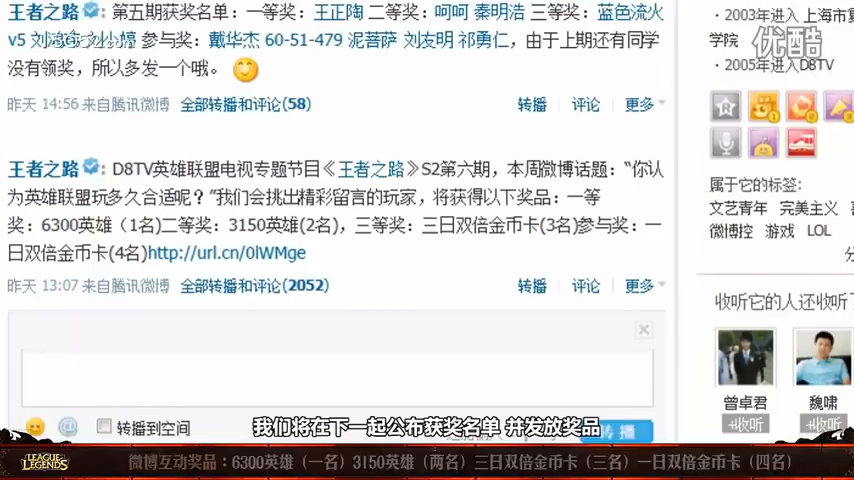 王者之路：第五期获奖名单：一等奖：王正陶 二等奖：呵呵 秦明浩 三等奖：蓝色流火
v5 参与奖：戴华杰 60-51-479 泥菩萨 刘友明 祁勇仁，由于上期还有同学
没有领奖，所以多发一个哦。
昨天 14:56 来自腾讯微博 全部转播和评论(58) 转播 评论 更多
王者之路：D8TV英雄联盟电视专题节目《王者之路》S2第六期，本周微博话题：“你认
为英雄联盟玩多久合适呢？”我们会挑出精彩留言的玩家，将获得以下奖品：一等
奖：6300英雄（1名)二等奖：3150英雄(2名)，三等奖：三日双倍金币卡(3名)参与奖：一
日双倍金币卡(4名)http://url.cn/0lWMge
昨天 13:07 来自腾讯微博 全部转播和评论(2052) 转播 评论 更多
转播到空间
转播
· 2003年进入 上海市
学院
· 2005年进入D8TV
优酷
属于它的标签：
文艺青年 完美主义
微博控 游戏 LOL
收听它的人还收听了
曾卓君 魏啸
+收听 +收听
我们将在下一起公布获奖名单 并发放奖品
LEAGUE of LEGENDS
微博互动奖品：6300英雄（一名）3150英雄（两名）三日双倍金币卡（三名）一日双倍金币卡（四名）